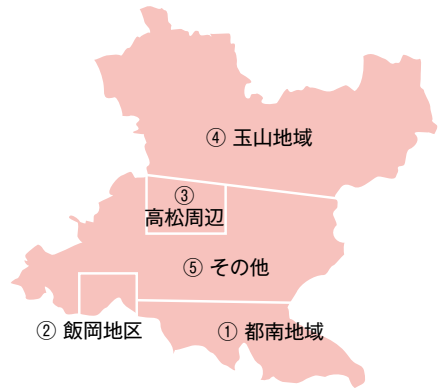 ④ 玉山地域
③
高松周辺
⑤ その他
② 飯岡地区
① 都南地域